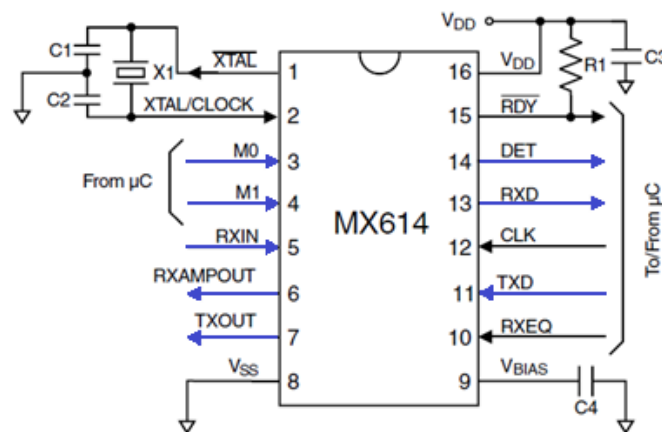 C1
X1
C2
XTAL
XTAL/CLOCK
From µC
M0
M1
RXIN
RXAMPOUT
TXOUT
VSS
1
2
3
4
5
6
7
8
MX614
16
15
14
13
12
11
10
9
VDD
VDD
R1
C3
RDY
DET
RXD
CLK
TXD
RXEQ
VBIAS
C4
To/From µC